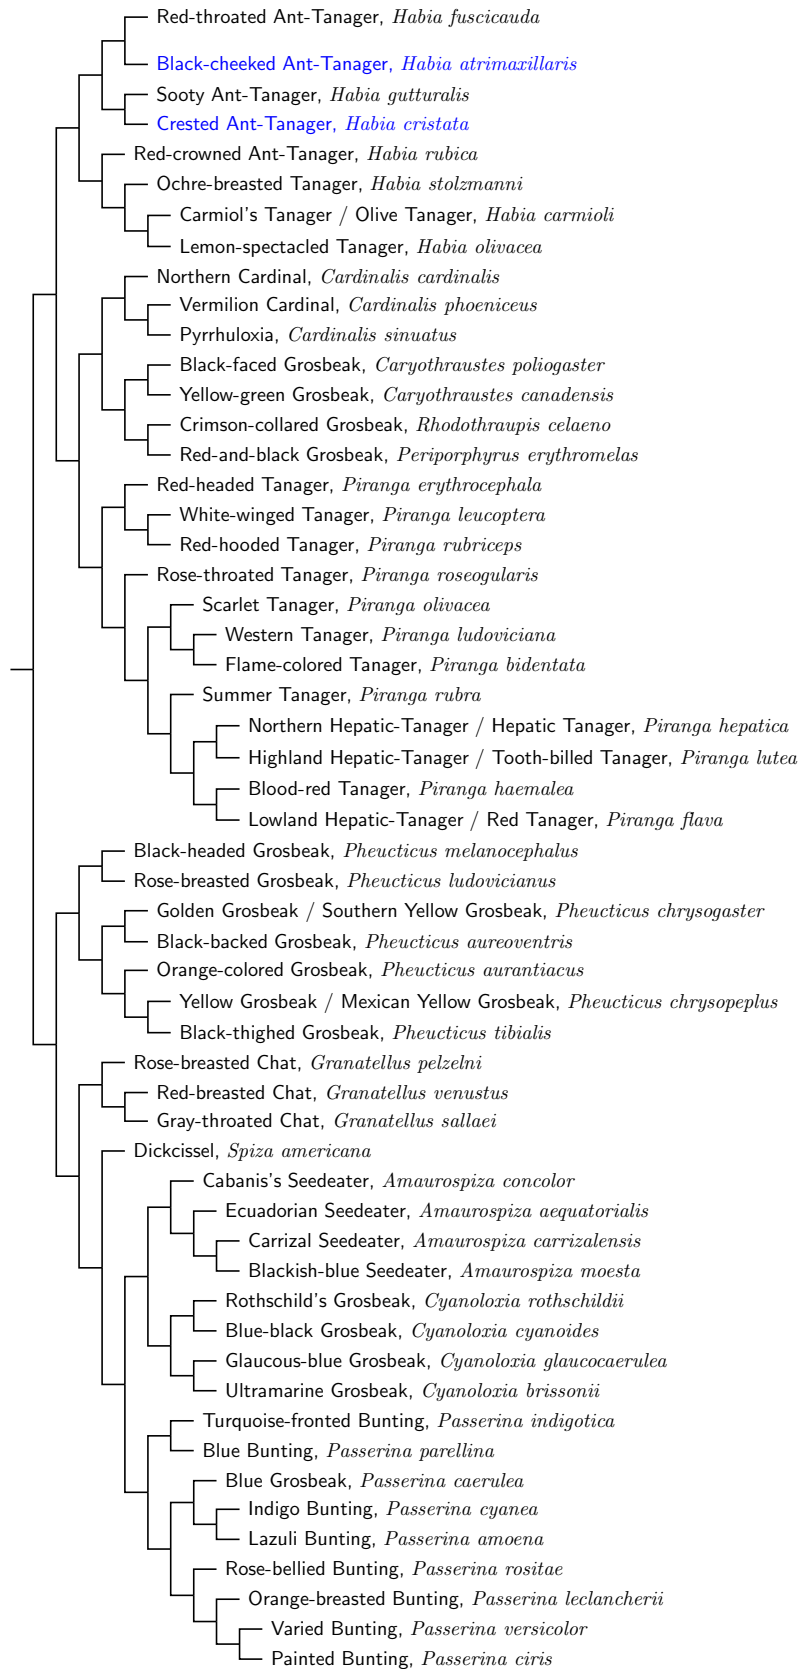 Red-throated Ant-Tanager, Habia fuscicauda
Black-cheeked Ant-Tanager, Habia atrimaxillaris
Sooty Ant-Tanager, Habia gutturalis
Crested Ant-Tanager, Habia cristata
Red-crowned Ant-Tanager, Habia rubica
Ochre-breasted Tanager, Habia stolzmanni
Carmiol's Tanager / Olive Tanager, Habia carmioli
Lemon-spectacled Tanager, Habia olivacea
Northern Cardinal, Cardinalis cardinalis
Vermilion Cardinal, Cardinalis phoeniceus
Pyrrhuloxia, Cardinalis sinuatus
Black-faced Grosbeak, Caryothraustes poliogaster
Yellow-green Grosbeak, Caryothraustes canadensis
Crimson-collared Grosbeak, Rhodothraupis celaeno
Red-and-black Grosbeak, Periporphyrus erythromelas
Red-headed Tanager, Piranga erythrocephala
White-winged Tanager, Piranga leucoptera
Red-hooded Tanager, Piranga rubriceps
Rose-throated Tanager, Piranga roseogularis
Scarlet Tanager, Piranga olivacea
Western Tanager, Piranga ludoviciana
Flame-colored Tanager, Piranga bidentata
Summer Tanager, Piranga rubra
Northern Hepatic-Tanager / Hepatic Tanager, Piranga hepatica
Highland Hepatic-Tanager / Tooth-billed Tanager, Piranga lutea
Blood-red Tanager, Piranga haemalea
Lowland Hepatic-Tanager / Red Tanager, Piranga flava
Black-headed Grosbeak, Pheucticus melanocephalus
Rose-breasted Grosbeak, Pheucticus ludovicianus
Golden Grosbeak / Southern Yellow Grosbeak, Pheucticus chrysogaster
Black-backed Grosbeak, Pheucticus aureoventris
Orange-colored Grosbeak, Pheucticus aurantiacus
Yellow Grosbeak / Mexican Yellow Grosbeak, Pheucticus chrysopeplus
Black-thighed Grosbeak, Pheucticus tibialis
Rose-breasted Chat, Granatellus pelzelni
Red-breasted Chat, Granatellus venustus
Gray-throated Chat, Granatellus sallaei
Dickcissel, Spiza americana
Cabanis's Seedeater, Amaurospiza concolor
Ecuadorian Seedeater, Amaurospiza aequatorialis
Carrizal Seedeater, Amaurospiza carrizalensis
Blackish-blue Seedeater, Amaurospiza moesta
Rothschild's Grosbeak, Cyanoloxia rothschildii
Blue-black Grosbeak, Cyanoloxia cyanoides
Glaucous-blue Grosbeak, Cyanoloxia glaucocaerulea
Ultramarine Grosbeak, Cyanoloxia brissonii
Turquoise-fronted Bunting, Passerina indigotica
Blue Bunting, Passerina parellina
Blue Grosbeak, Passerina caerulea
Indigo Bunting, Passerina cyanea
Lazuli Bunting, Passerina amoena
Rose-bellied Bunting, Passerina rositae
Orange-breasted Bunting, Passerina leclancherii
Varied Bunting, Passerina versicolor
Painted Bunting, Passerina ciris